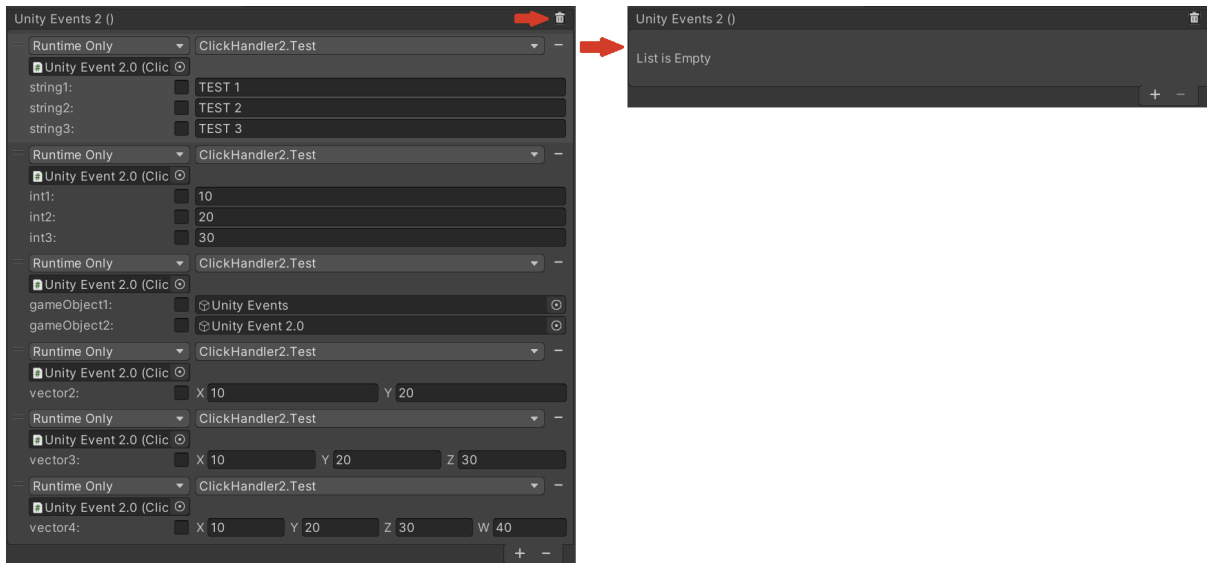 Unity Events 2 ()
Runtime Only ClickHandler2.Test
Unity Event 2.0 (Clic
string1: TEST 1
string2: TEST 2
string3: TEST 3
Runtime Only ClickHandler2.Test
Unity Event 2.0 (Clic
int1: 10
int2: 20
int3: 30
Runtime Only ClickHandler2.Test
Unity Event 2.0 (Clic
gameObject1: Unity Events
gameObject2: Unity Event 2.0
Runtime Only ClickHandler2.Test
Unity Event 2.0 (Clic
vector2: X 10 Y 20
Runtime Only ClickHandler2.Test
Unity Event 2.0 (Clic
vector3: X 10 Y 20 Z 30
Runtime Only ClickHandler2.Test
Unity Event 2.0 (Clic
vector4: X 10 Y 20 Z 30 W 40
Unity Events 2 ()
List is Empty